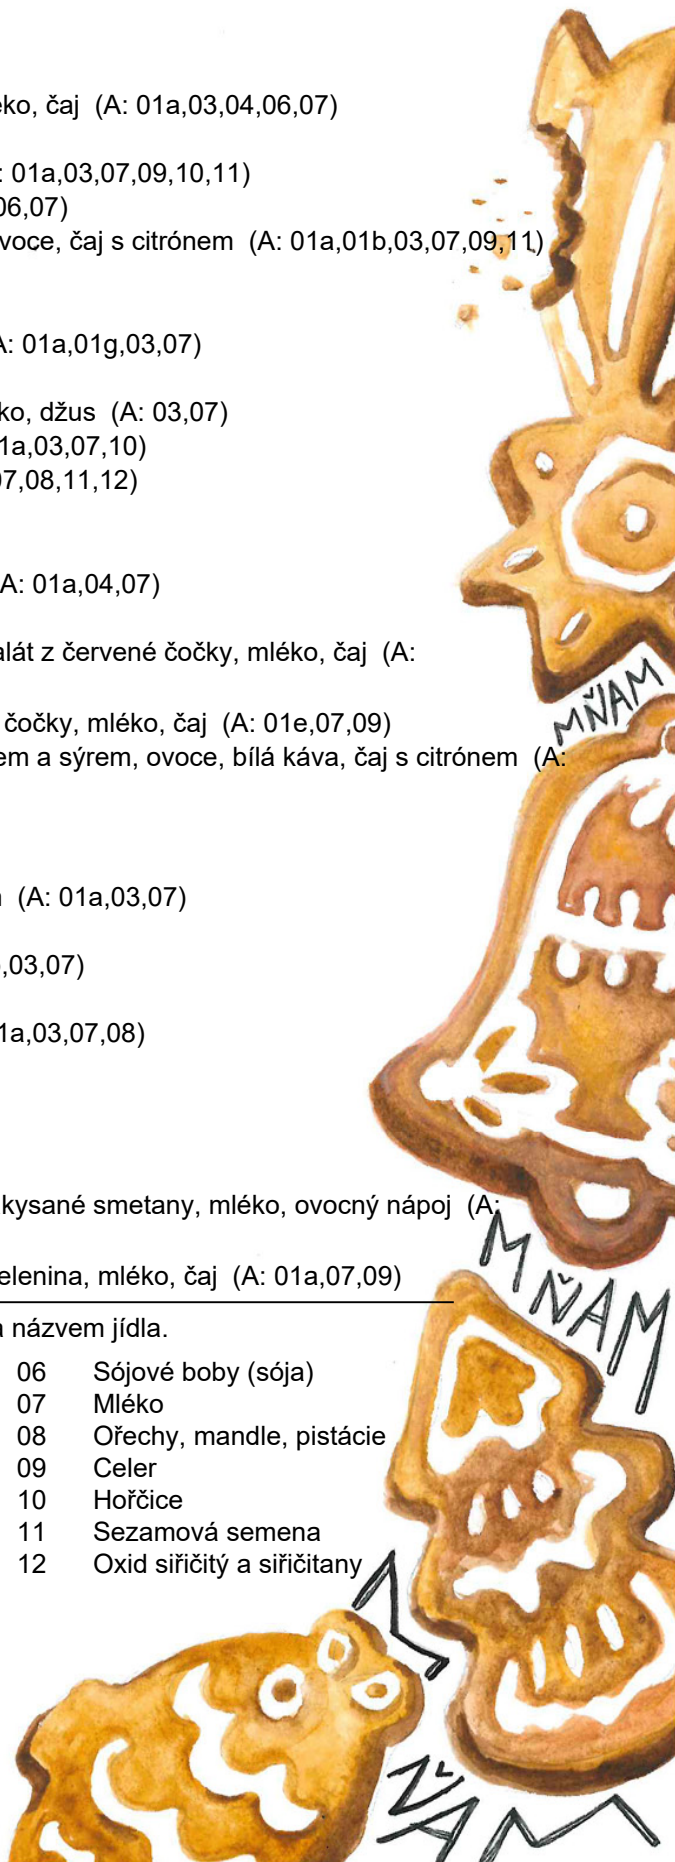 ko, čaj (A: 01a,03,04,06,07)
: 01a,03,07,09,10,11)
06,07)
voce, čaj s citrónem (A: 01a,01b,03,07,09,11)
A: 01a,01g,03,07)
ko, džus (A: 03,07)
1a,03,07,10)
07,08,11,12)
(A: 01a,04,07)
alát z červené čočky, mléko, čaj (A:
čočky, mléko, čaj (A: 01e,07,09)
em a sýrem, ovoce, bílá káva, čaj s citrónem (A:
(A: 01a,03,07)
,03,07)
1a,03,07,08)
kysané smetany, mléko, ovocný nápoj (A:
elenina, mléko, čaj (A: 01a,07,09)
a názvem jídla.
06 Sójové boby (sója)
07 Mléko
08 Ořechy, mandle, pistácie
09 Celer
10 Hořčice
11 Sezamová semena
12 Oxid siřičitý a siřičitany
MŇAM
MŇAM
MŇAM